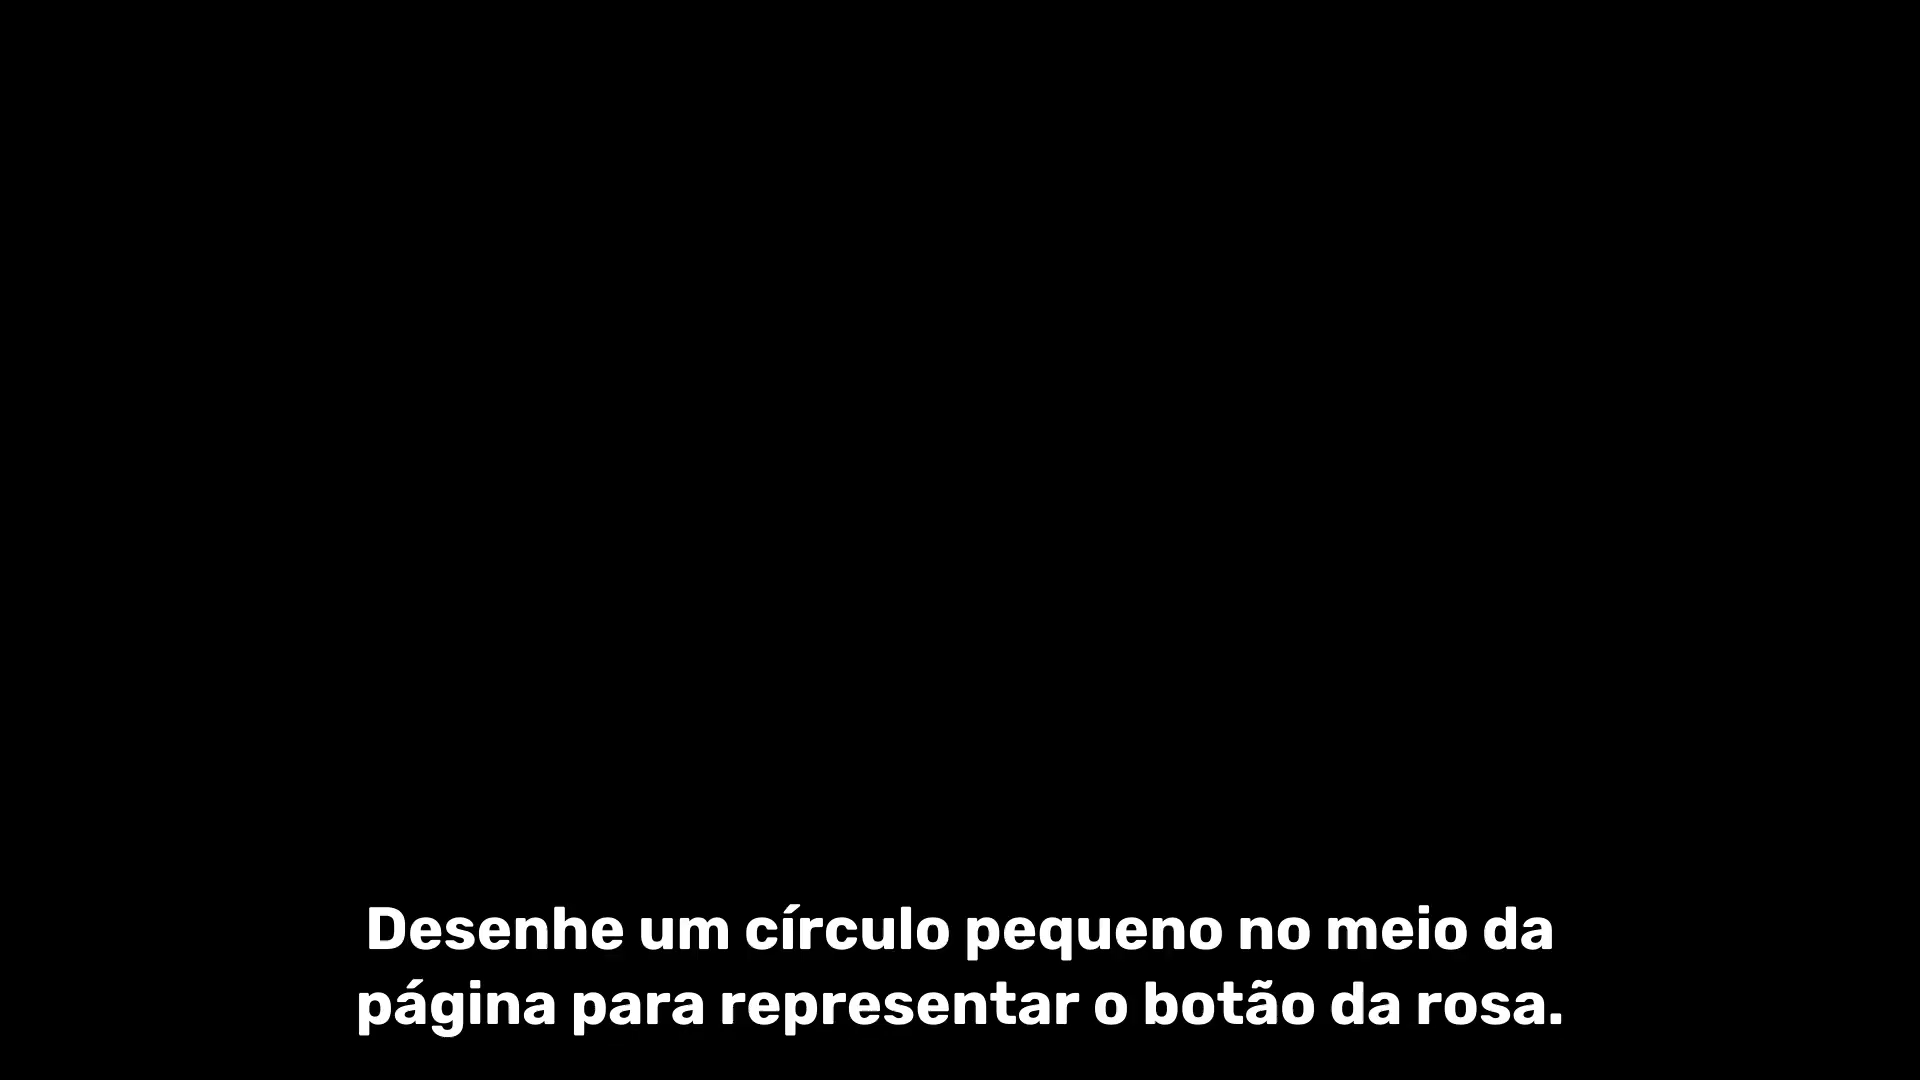 Desenhe um círculo pequeno no meio da
página para representar o botão da rosa.